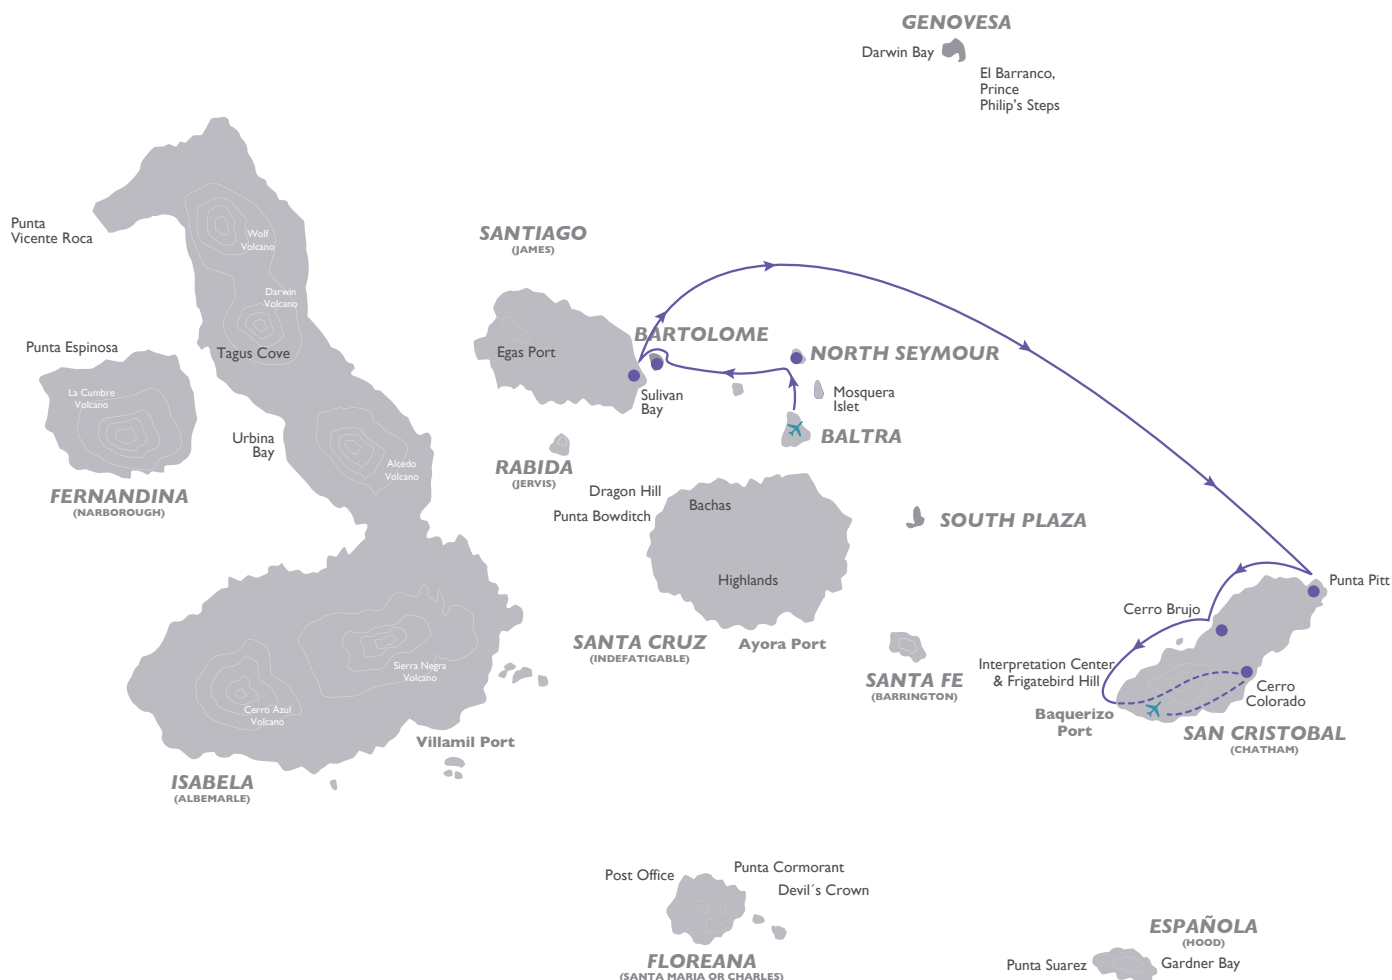 GENOVESA
Darwin Bay
El Barranco,
Prince
Philip's Steps
Punta
Vicente Roca
Wolf
Volcano
SANTIAGO
(JAMES)
Darwin
Volcano
BARTOLOME
Punta Espinosa
Tagus Cove
Egas Port
NORTH SEYMOUR
La Cumbre
Volcano
Sulivan
Bay
Mosquera
Islet
BALTRA
Urbina
Bay
Alcedo
Volcano
RABIDA
(JERVIS)
FERNANDINA
(NARBOROUGH)
Dragon Hill
Bachas
Punta Bowditch
SOUTH PLAZA
Highlands
Punta Pitt
Cerro Brujo
SANTA CRUZ
(INDEFATIGABLE)
Ayora Port
Sierra Negra
Volcano
SANTA FE
(BARRINGTON)
Interpretation Center
& Frigatebird Hill
Cerro
Colorado
Cerro Azul
Volcano
Baquerizo
Port
SAN CRISTOBAL
(CHATHAM)
Villamil Port
ISABELA
(ALBEMARLE)
Post Office
Punta Cormorant
Devil´s Crown
FLOREANA
(SANTA MARIA OR CHARLES)
ESPAÑOLA
(HOOD)
Punta Suarez
Gardner Bay